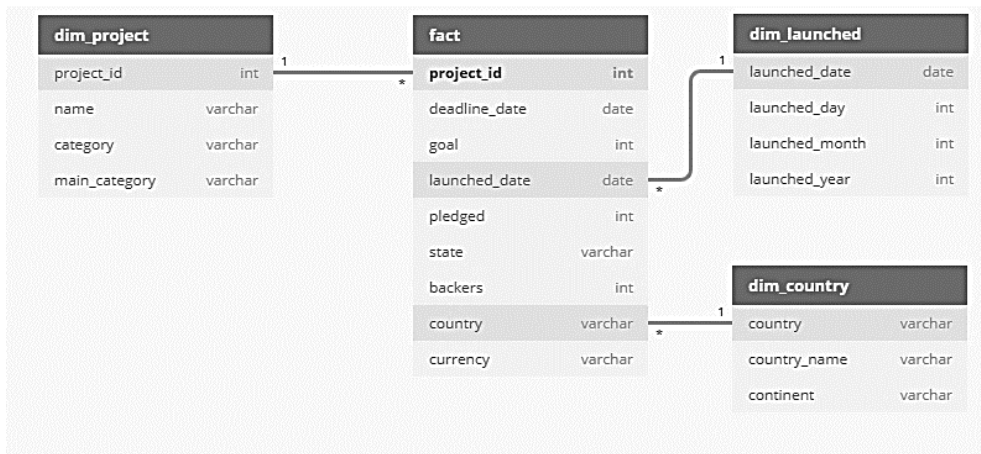 dim_project
project_id int
name varchar
category varchar
main_category varchar
1
*
fact
project_id int
deadline_date date
goal int
launched_date date
pledged int
state varchar
backers int
country varchar
currency varchar
1
*
dim_launched
launched_date date
launched_day int
launched_month int
launched_year int
1
*
dim_country
country varchar
country_name varchar
continent varchar